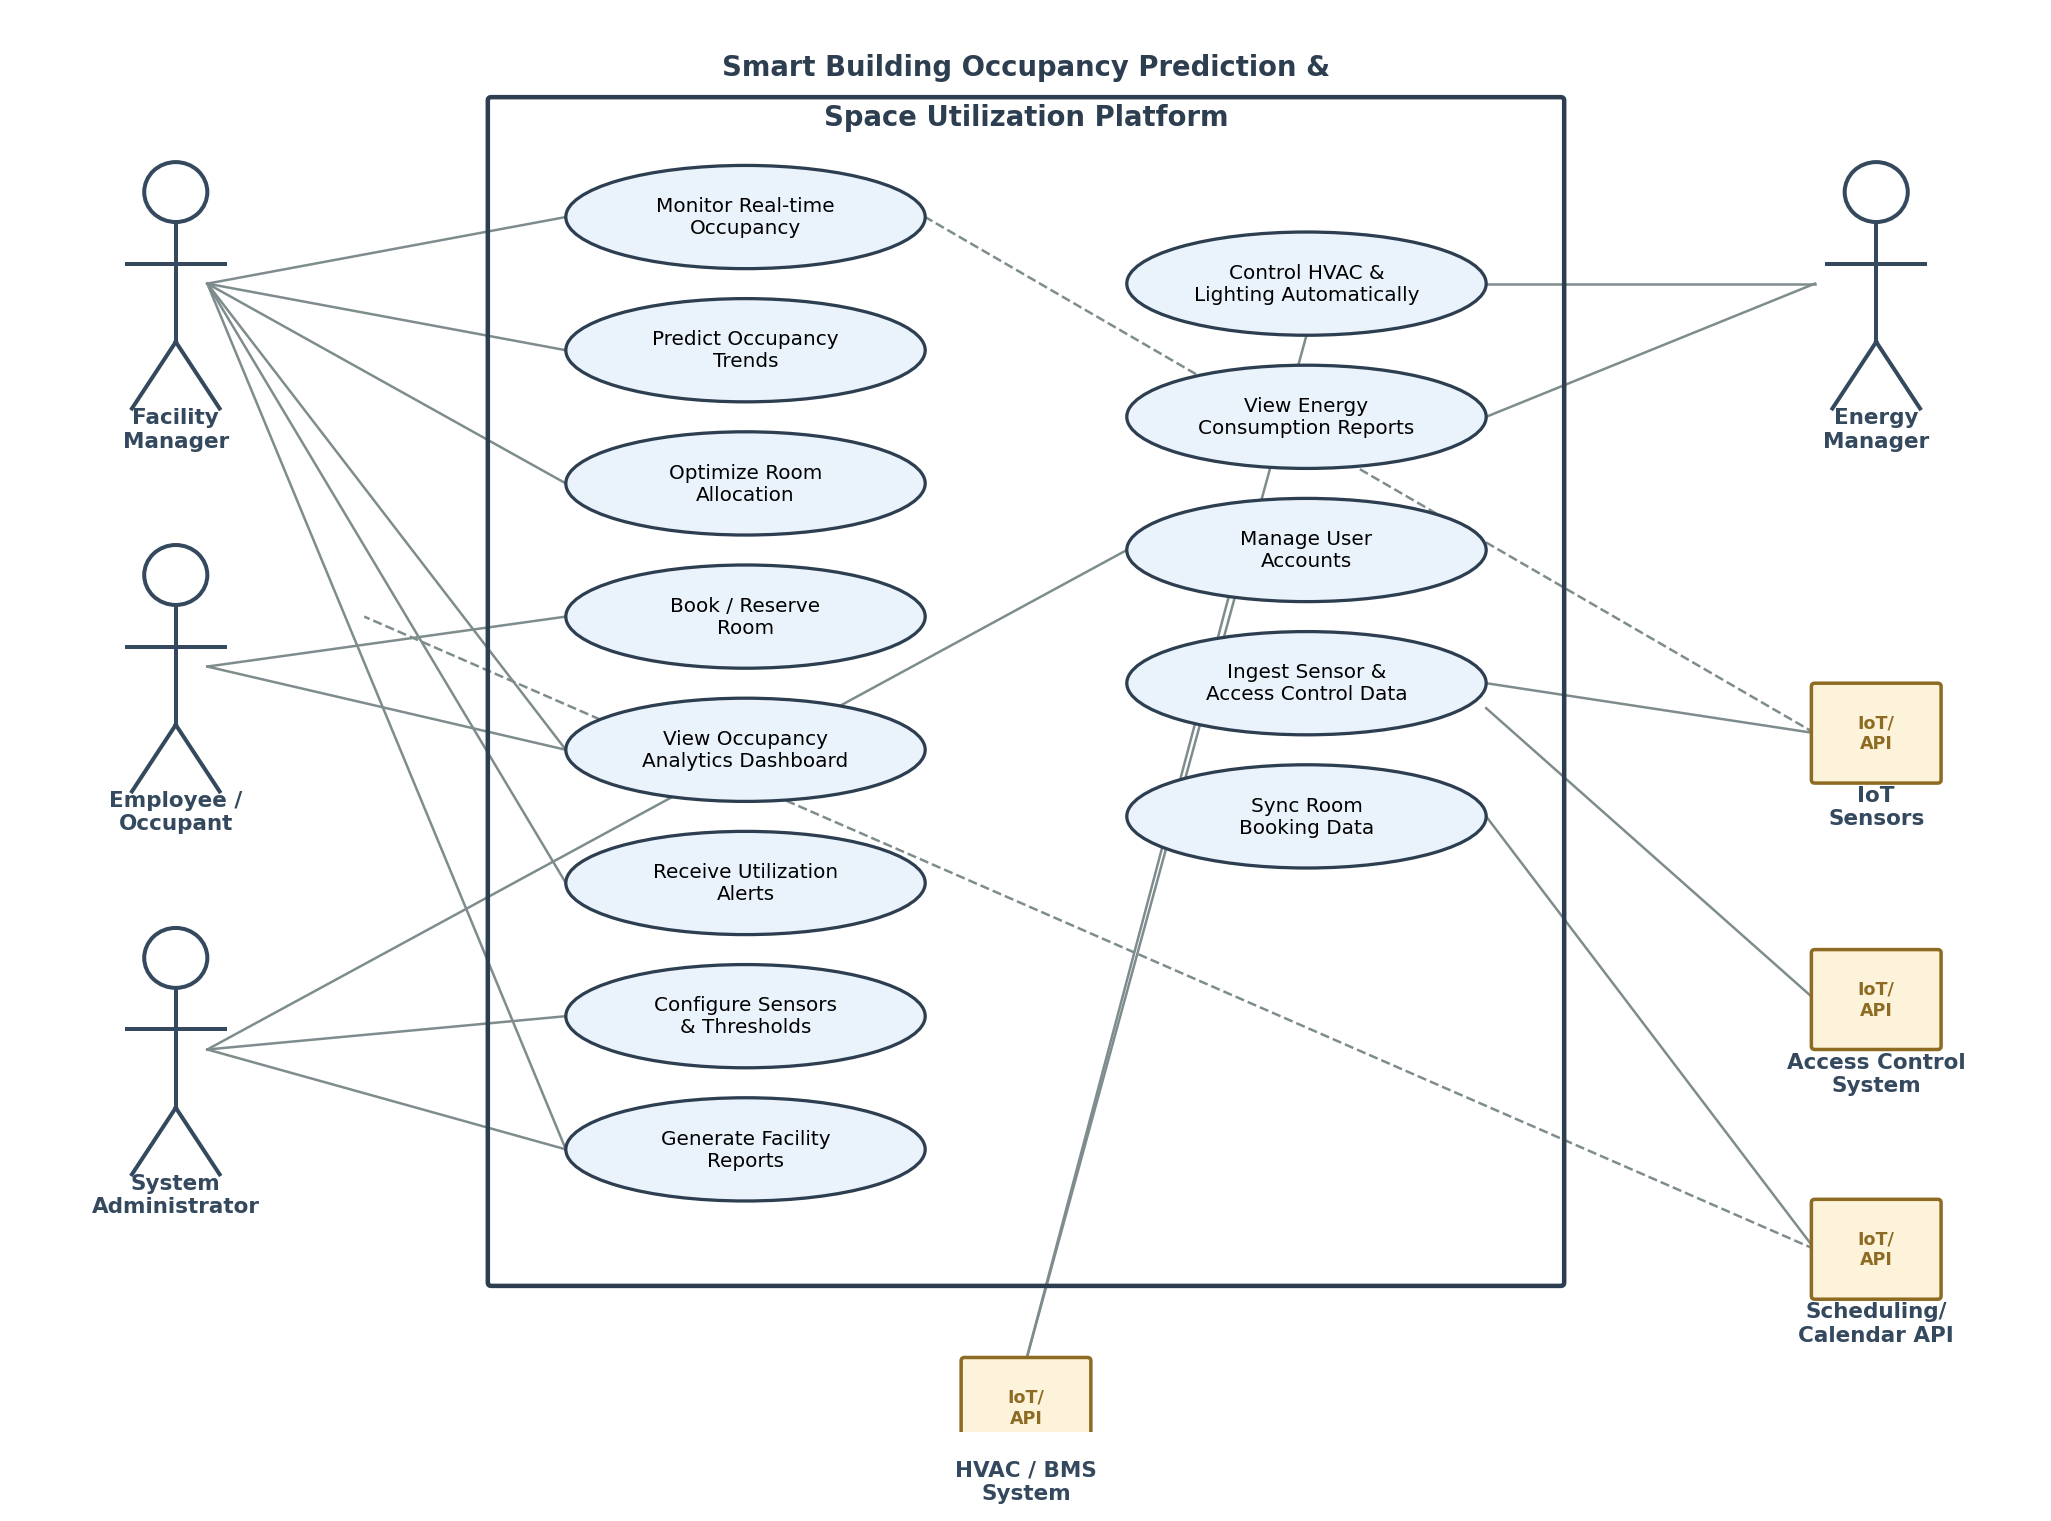 Smart Building Occupancy Prediction &
Space Utilization Platform
Facility
Manager
Employee /
Occupant
System
Administrator
Monitor Real-time
Occupancy
Predict Occupancy
Trends
Optimize Room
Allocation
Book / Reserve
Room
View Occupancy
Analytics Dashboard
Receive Utilization
Alerts
Configure Sensors
& Thresholds
Generate Facility
Reports
Control HVAC &
Lighting Automatically
View Energy
Consumption Reports
Manage User
Accounts
Ingest Sensor &
Access Control Data
Sync Room
Booking Data
Energy
Manager
IoT/
API
IoT
Sensors
IoT/
API
Access Control
System
IoT/
API
Scheduling/
Calendar API
IoT/
API
HVAC / BMS
System